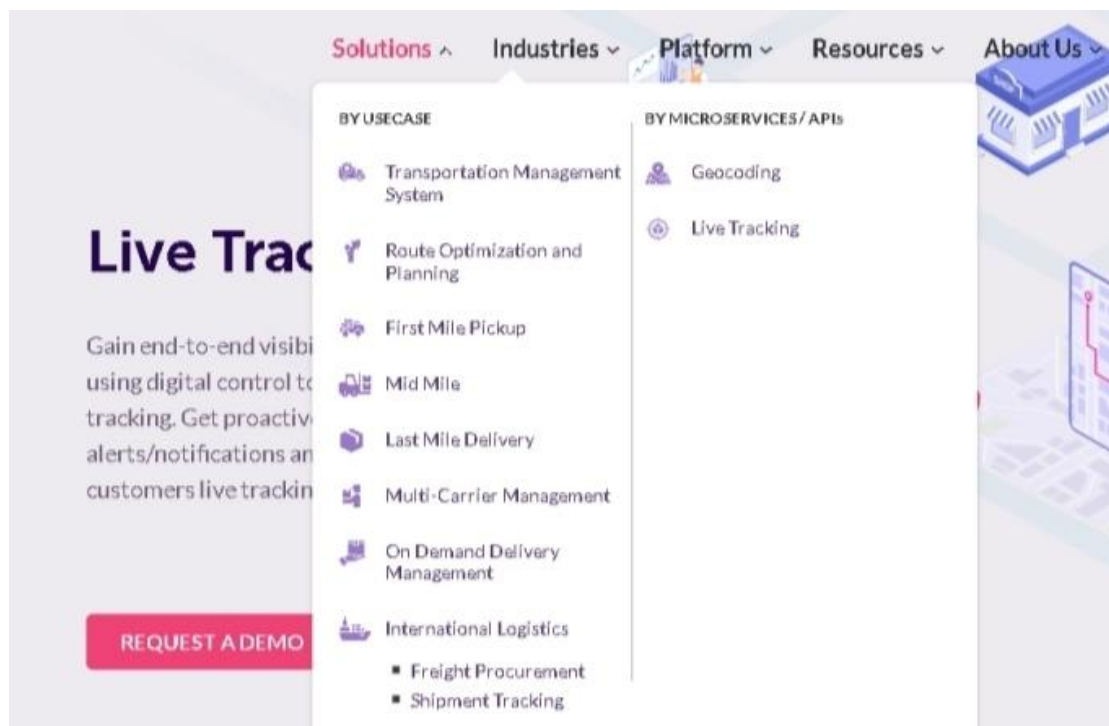 Solutions Industries Platform Resources About Us
BY USECASE
Transportation Management
System
Route Optimization and
Planning
First Mile Pickup
Mid Mile
Last Mile Delivery
Multi-Carrier Management
On Demand Delivery
Management
International Logistics
Freight Procurement
Shipment Tracking
BY MICROSERVICES / APIs
Geocoding
Live Tracking
Live Trac
Gain end-to-end visibi
using digital control to
tracking. Get proactiv
alerts/notifications an
customers live trackin
REQUEST A DEMO